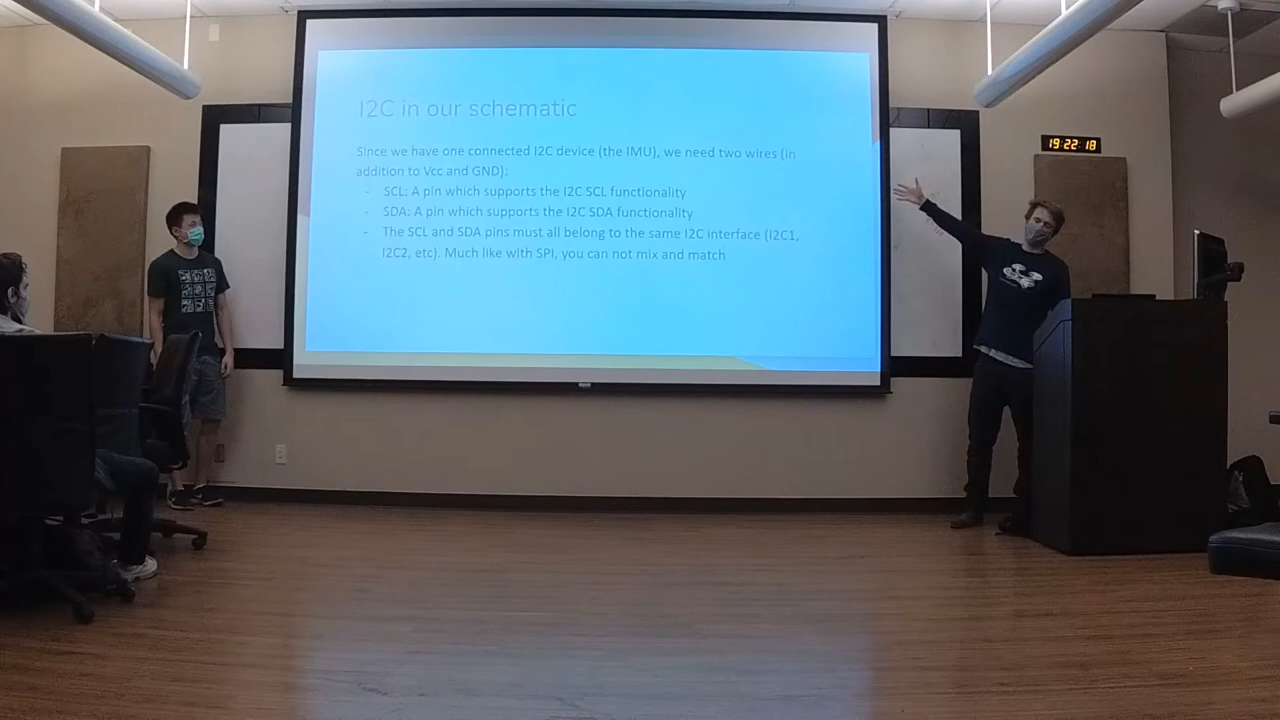 I2C in our schematic
Since we have one connected I2C device (the IMU), we need two wires (in
addition to Vcc and GND):
- SCL: A pin which supports the I2C SCL functionality
- SDA: A pin which supports the I2C SDA functionality
- The SCL and SDA pins must all belong to the same I2C interface (I2C1,
I2C2, etc). Much like with SPI, you can not mix and match
19:22:18